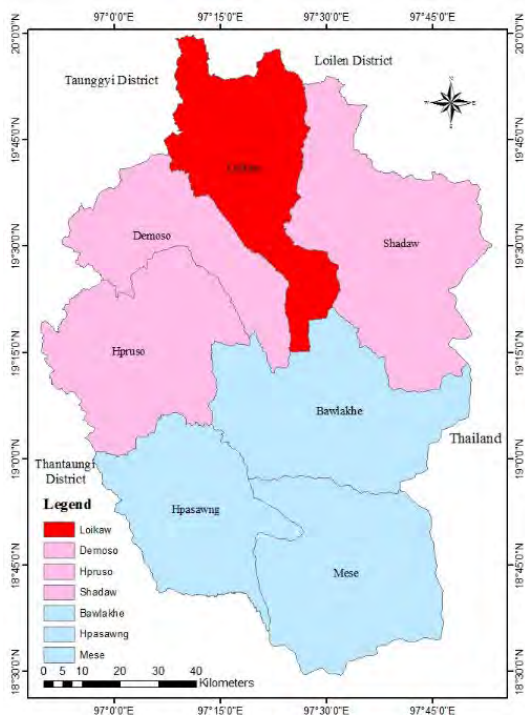 97°0'0"E 97°15'0"E 97°30'0"E 97°45'0"E
20°0'0"N
19°45'0"N
19°30'0"N
19°15'0"N
19°0'0"N
18°45'0"N
18°30'0"N
Taunggyi District
Loilen District
Loikaw
Demoso
Shadaw
Hpruso
Bawlakhe
Thailand
Thantaungi
District
Hpasawng
Mese
Legend
Loikaw
Demoso
Hpruso
Shadaw
Bawlakhe
Hpasawng
Mese
0 5 10 20 30 40
Kilometers
20°0'0"N
19°45'0"N
19°30'0"N
19°15'0"N
19°0'0"N
18°45'0"N
18°30'0"N
97°0'0"E 97°15'0"E 97°30'0"E 97°45'0"E